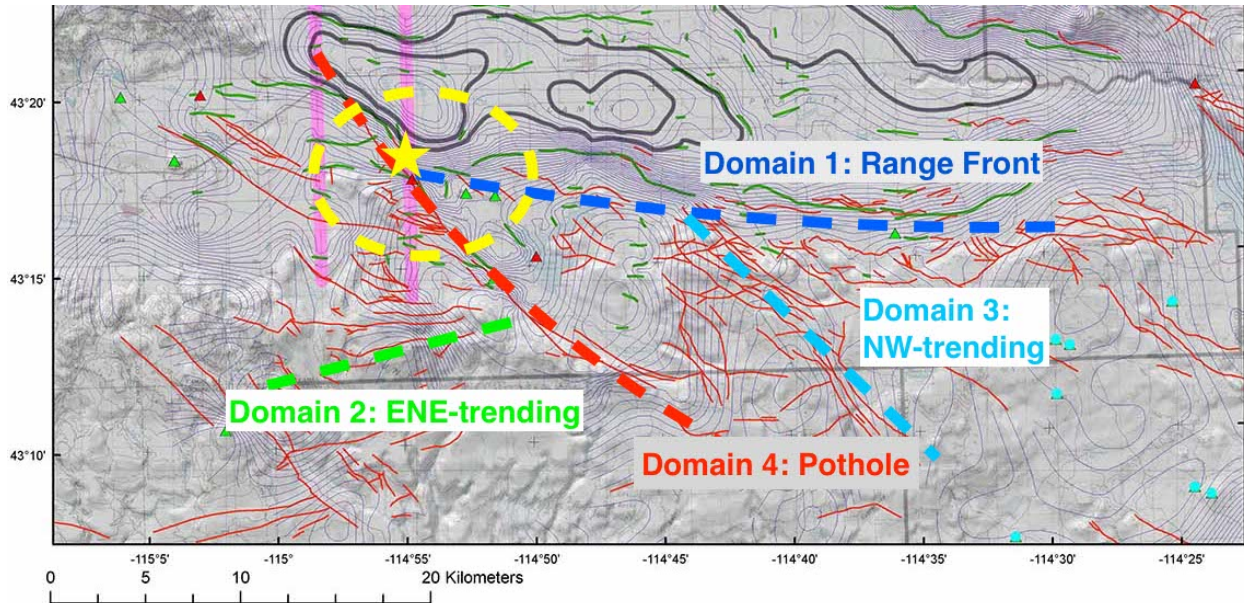 43°20'
Domain 1: Range Front
43°15'
Domain 3:
NW-trending
Domain 2: ENE-trending
43°10'
Domain 4: Pothole
-115°5' -115°5' -114°55' -114°50' -114°45' -114°40' -114°35' -114°30' -114°25'
0 5 10 20 Kilometers